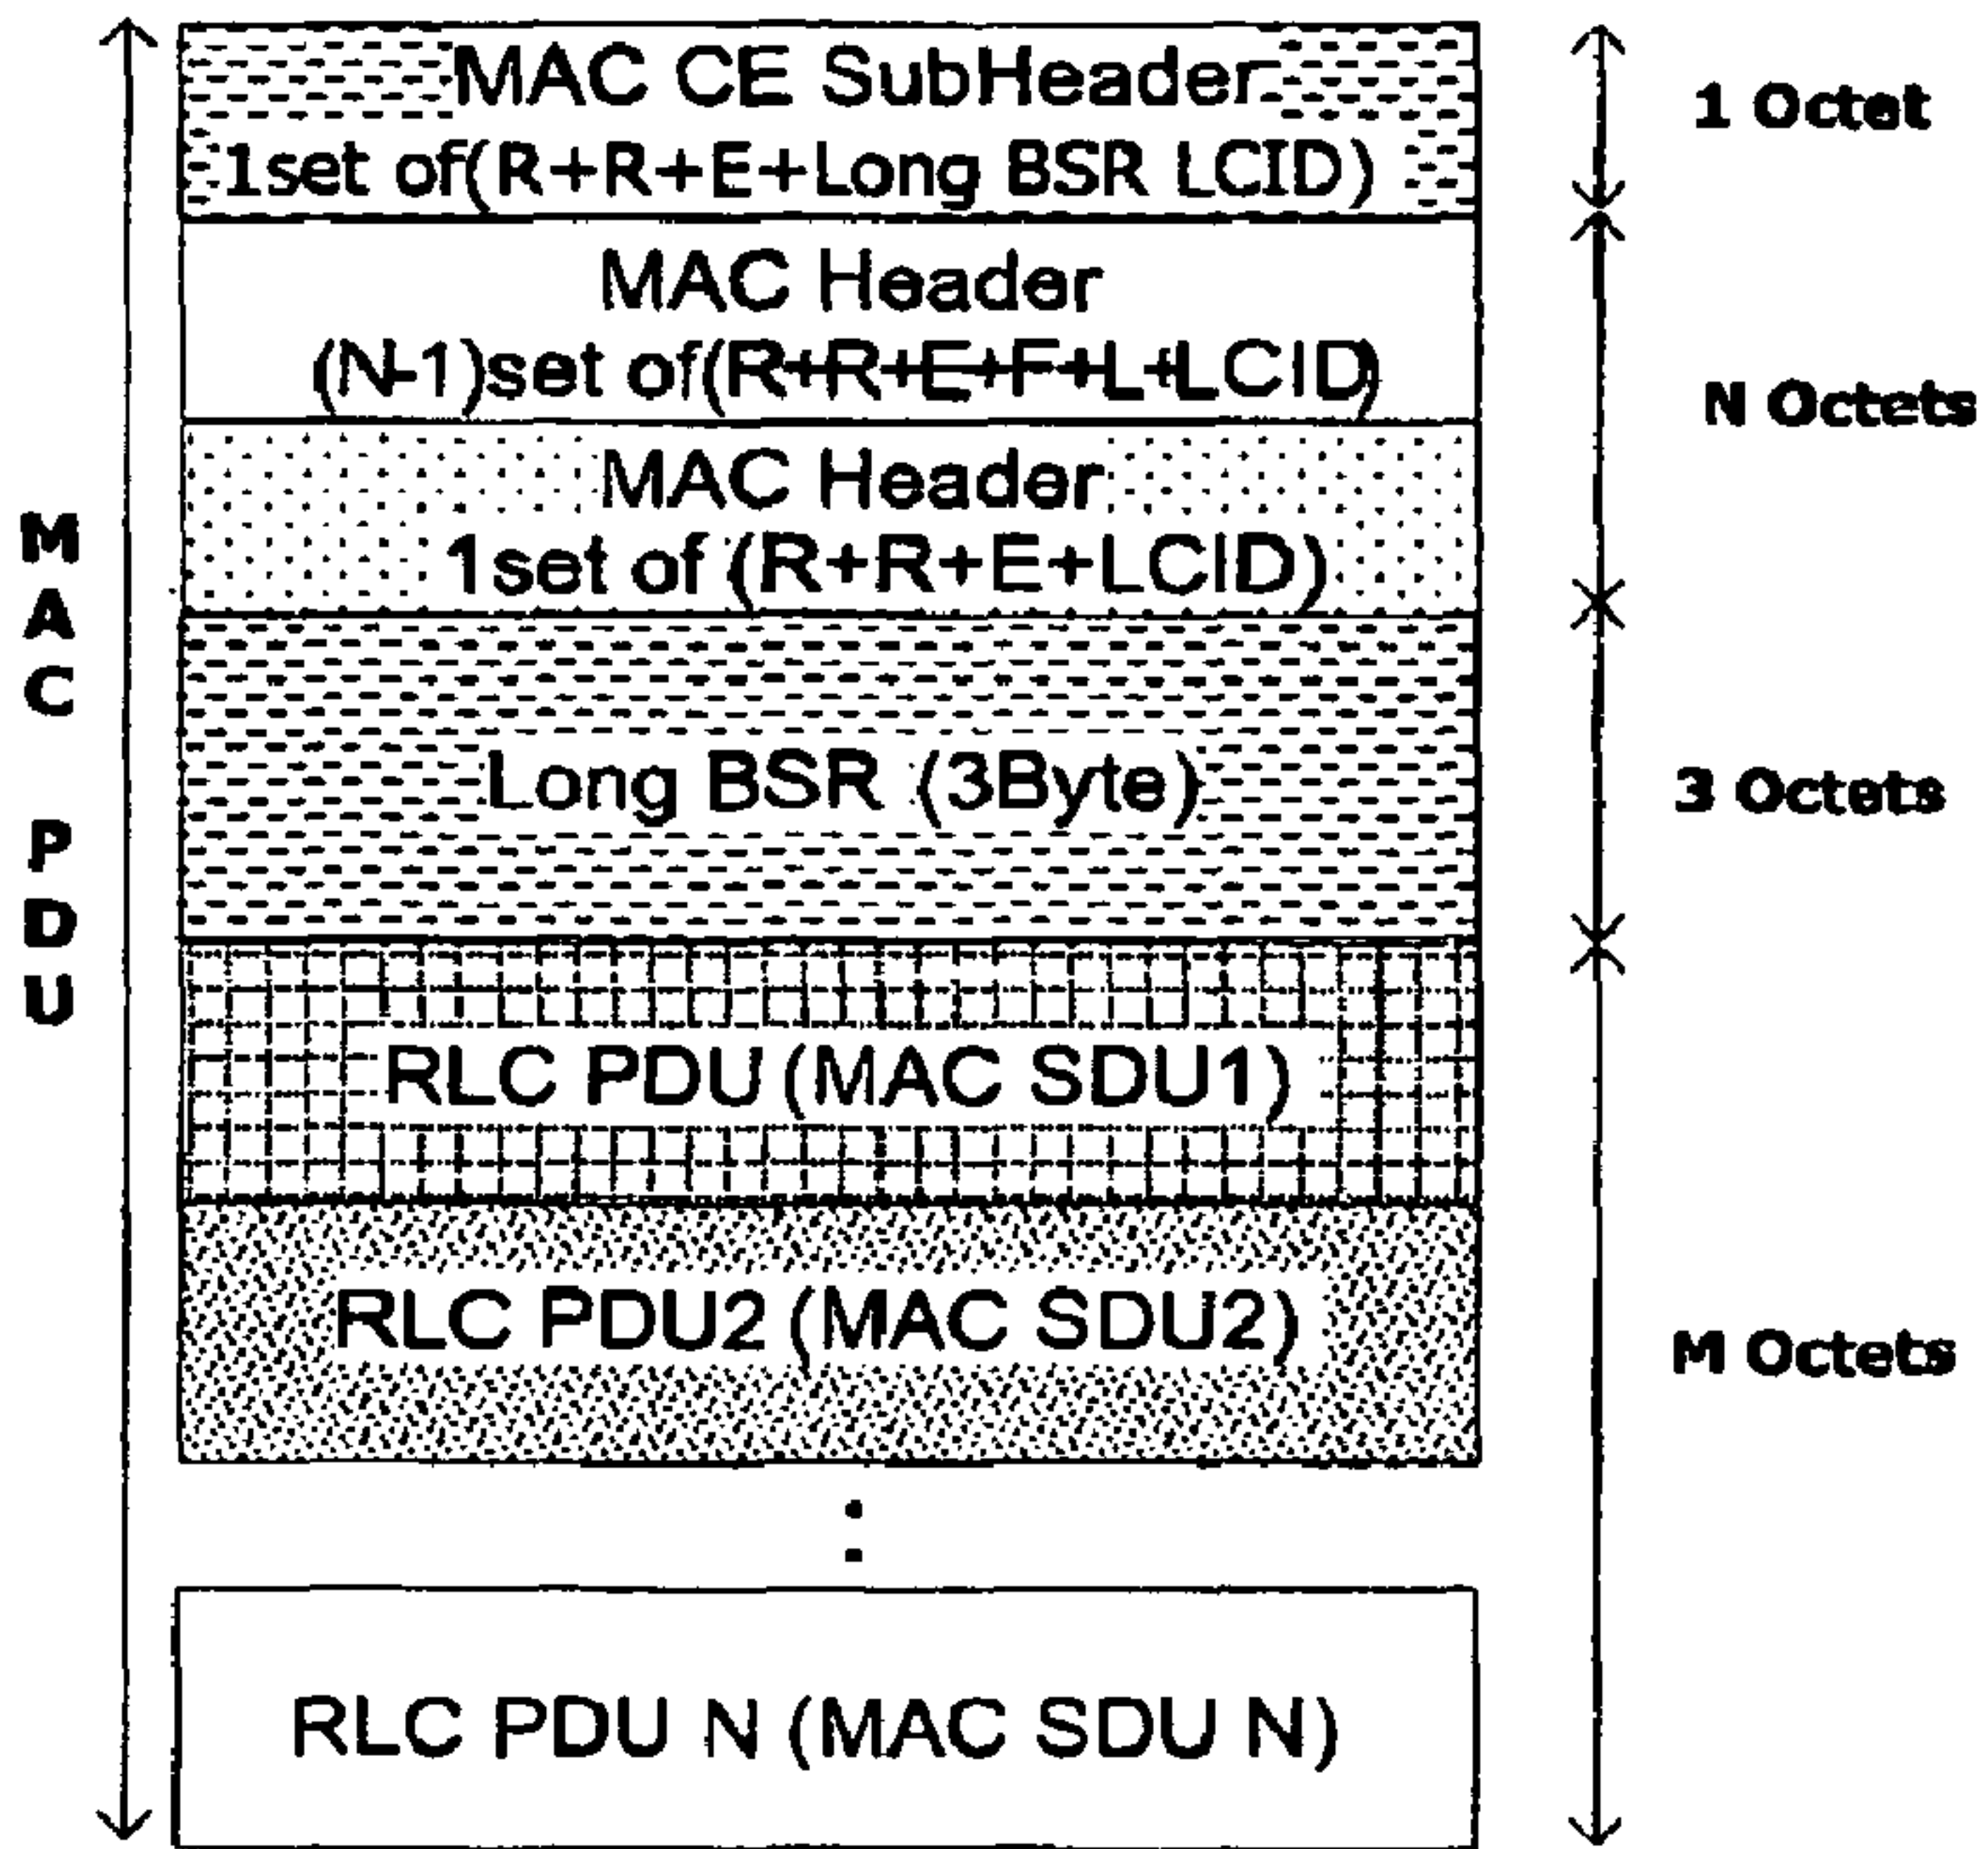 MAC PDU
MAC CE SubHeader
1set of(R+R+E+Long BSR LCID)
1 Octet
MAC Header
(N-1)set of(R+R+E+F+L+LCID)
N Octets
MAC Header
1set of (R+R+E+LCID)
Long BSR (3Byte)
3 Octets
RLC PDU (MAC SDU1)
RLC PDU2 (MAC SDU2)
M Octets
:
RLC PDU N (MAC SDU N)